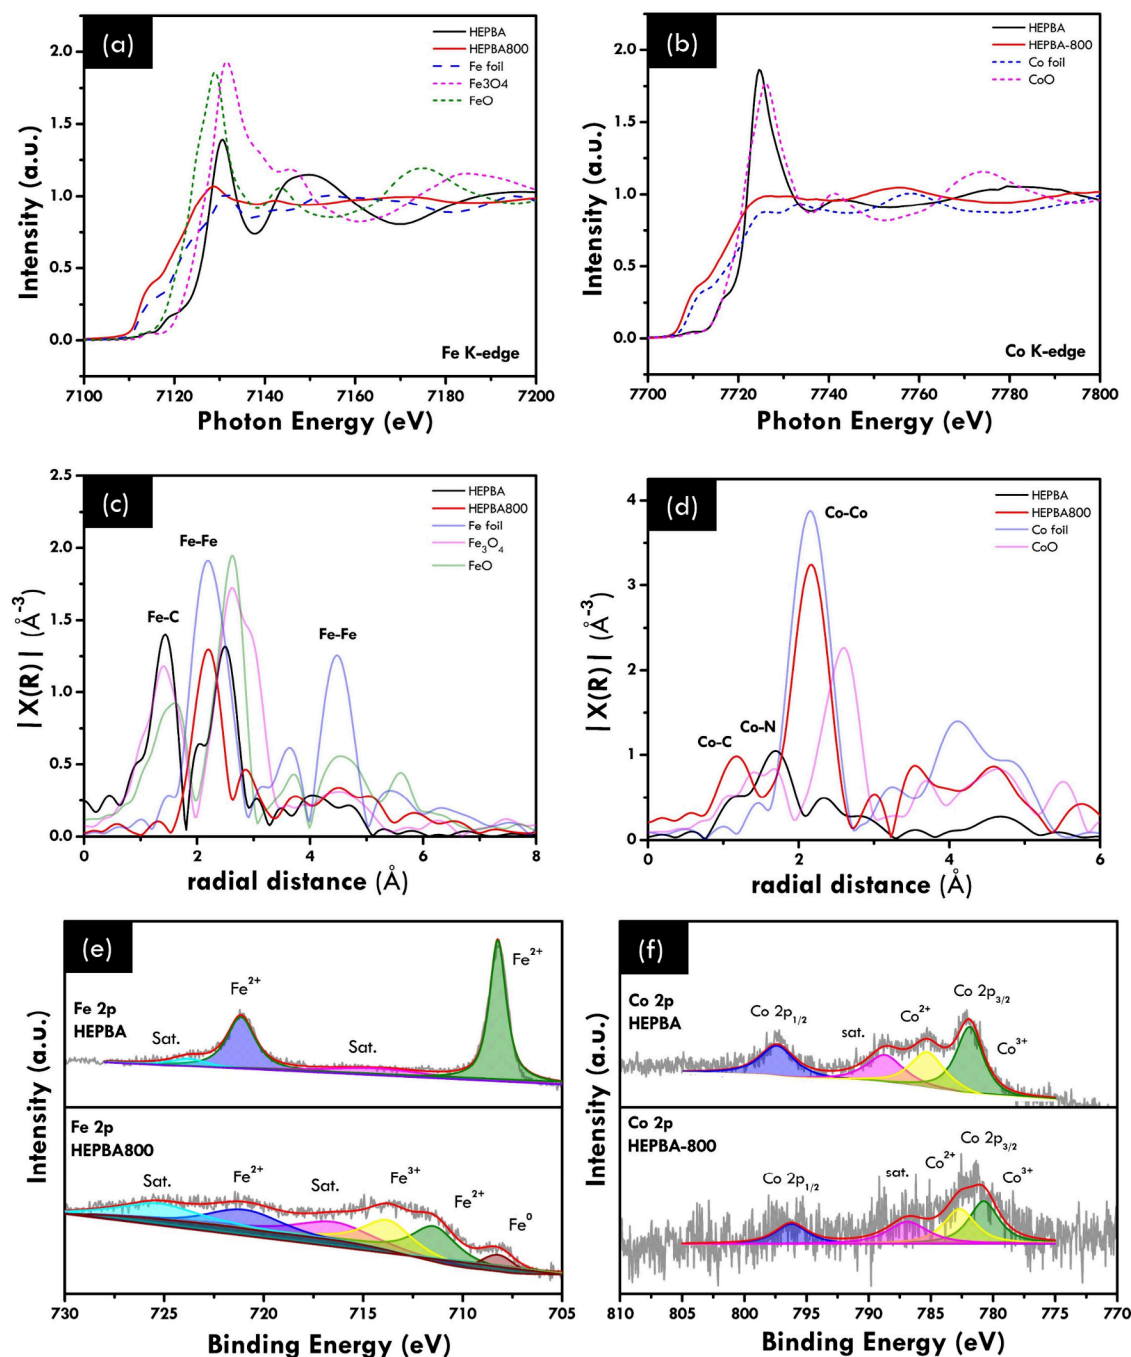 (a)
HEPBA
HEPBA800
Fe foil
Fe3O4
FeO
2.0
1.5
1.0
0.5
0.0
Intensity (a.u.)
Fe K-edge
7100 7120 7140 7160 7180 7200
Photon Energy (eV)
(b)
HEPBA
HEPBA-800
Co foil
CoO
2.0
1.5
1.0
0.5
0.0
Intensity (a.u.)
Co K-edge
7700 7720 7740 7760 7780 7800
Photon Energy (eV)
(c)
HEPBA
HEPBA800
Fe foil
Fe₃O₄
FeO
2.5
2.0
1.5
1.0
0.5
0.0
|X(R)| (Å⁻³)
Fe-C
Fe-Fe
Fe-Fe
0 2 4 6 8
radial distance (Å)
(d)
HEPBA
HEPBA800
Co foil
CoO
4
3
2
1
0
|X(R)| (Å⁻³)
Co-C
Co-N
Co-Co
0 2 4 6
radial distance (Å)
(e)
Fe 2p
HEPBA
Sat.
Fe²⁺
Sat.
Fe²⁺
Fe 2p
HEPBA800
Sat.
Fe²⁺
Sat.
Fe³⁺
Fe²⁺
Fe⁰
Intensity (a.u.)
730 720 710 705
Binding Energy (eV)
(f)
Co 2p
HEPBA
Co 2p₁/₂
sat.
Co²⁺
Co 2p₃/₂
Co³⁺
Co 2p
HEPBA-800
Co 2p₁/₂
sat.
Co²⁺
Co 2p₃/₂
Co³⁺
Intensity (a.u.)
810 805 800 795 790 785 780 775 770
Binding Energy (eV)